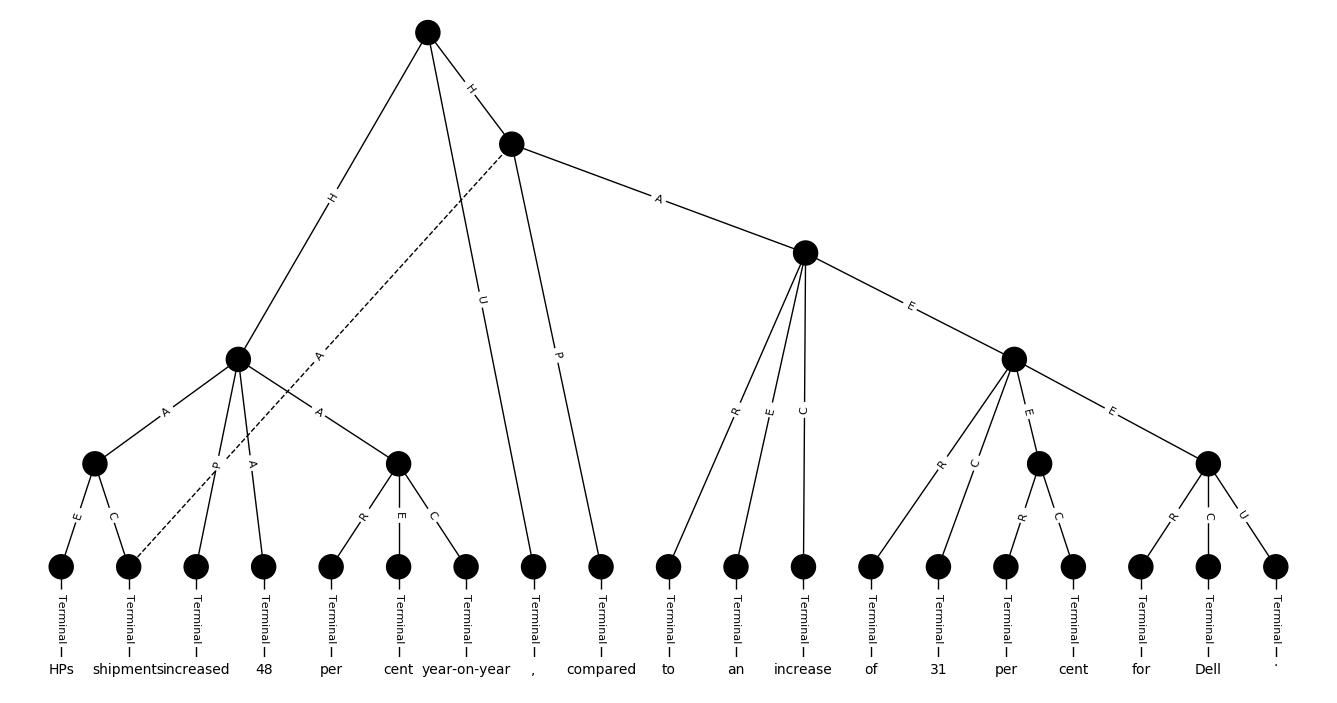 H
H
A
H
U
E
A
P
A
A
A
R
E
C
E
E
P
A
R
C
E
C
R
E
C
R
C
R
C
U
Terminal Terminal Terminal Terminal Terminal Terminal Terminal Terminal Terminal Terminal Terminal Terminal Terminal Terminal Terminal Terminal Terminal Terminal Terminal
HPs shipments increased 48 per cent year-on-year , compared to an increase of 31 per cent for Dell .